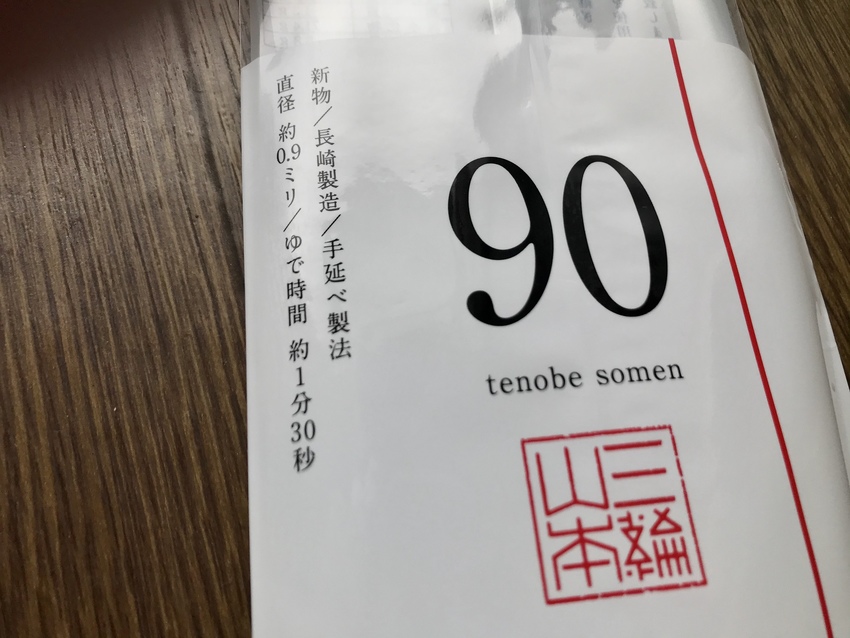 新物/長崎製造/手延べ製法
直径 約0.9ミリ/ゆで時間 約1分30秒
90
tenobe somen
三輪
山本